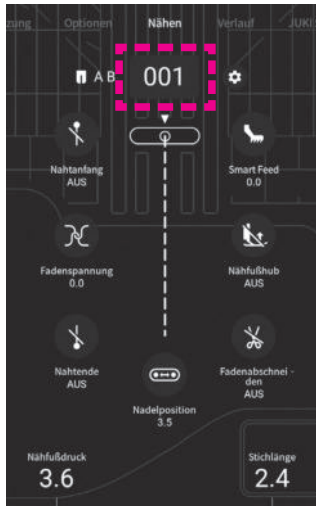 zung Optionen Nähen Verlauf JUKI
A B 001
Nahtanfang
AUS
Smart Feed
0.0
Fadenspannung
0.0
Nähfußhub
AUS
Nahtende
AUS
Fadenabschnei -
den
AUS
Nadelposition
3.5
Nähfußdruck
3.6
Stichlänge
2.4